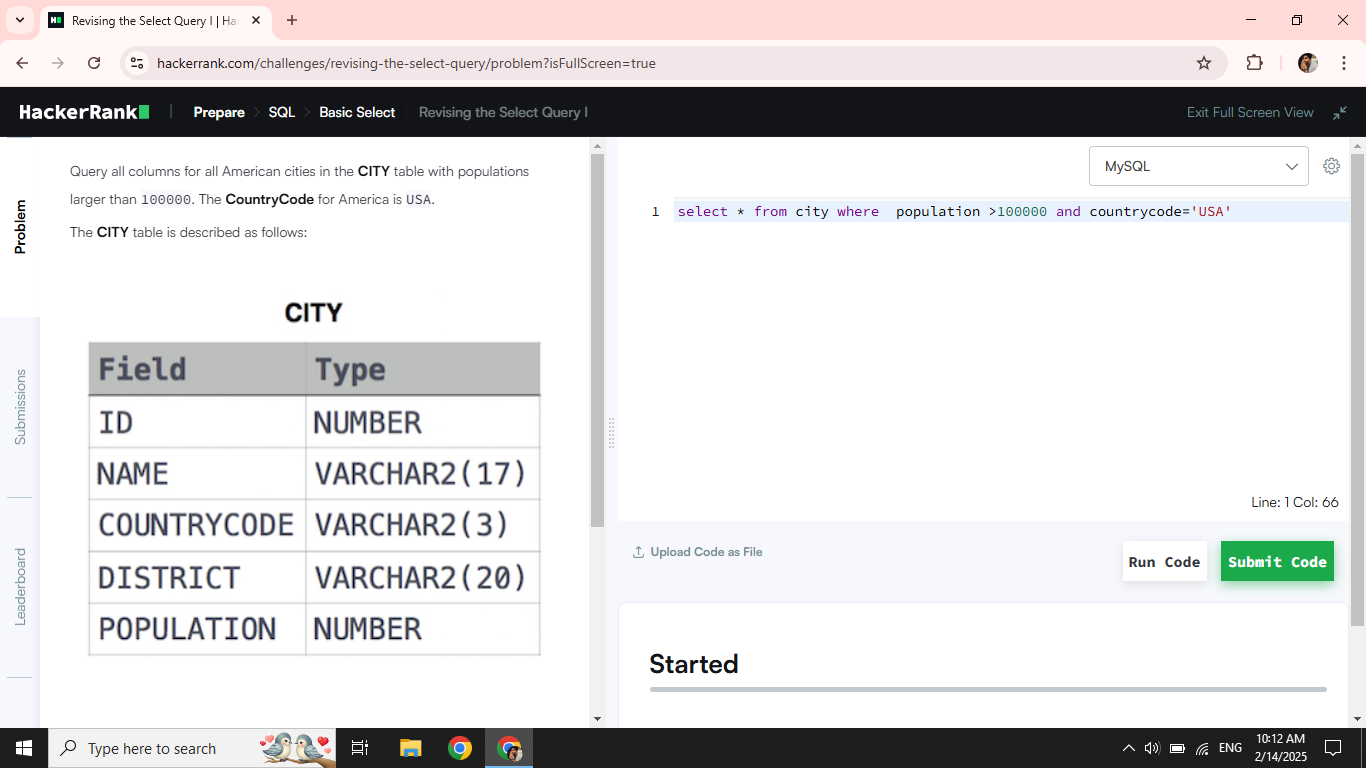 Revising the Select Query I | Ha
hackerrank.com/challenges/revising-the-select-query/problem?isFullScreen=true
HackerRank
Prepare
SQL
Basic Select
Revising the Select Query I
Exit Full Screen View
Problem
Submissions
Leaderboard
Query all columns for all American cities in the CITY table with populations
larger than 100000. The CountryCode for America is USA.
The CITY table is described as follows:
CITY
Field Type
ID NUMBER
NAME VARCHAR2(17)
COUNTRYCODE VARCHAR2(3)
DISTRICT VARCHAR2(20)
POPULATION NUMBER
MySQL
1 select * from city where  population >100000 and countrycode='USA'
Line: 1 Col: 66
Upload Code as File
Run Code
Submit Code
Started
Type here to search
ENG
10:12 AM
2/14/2025